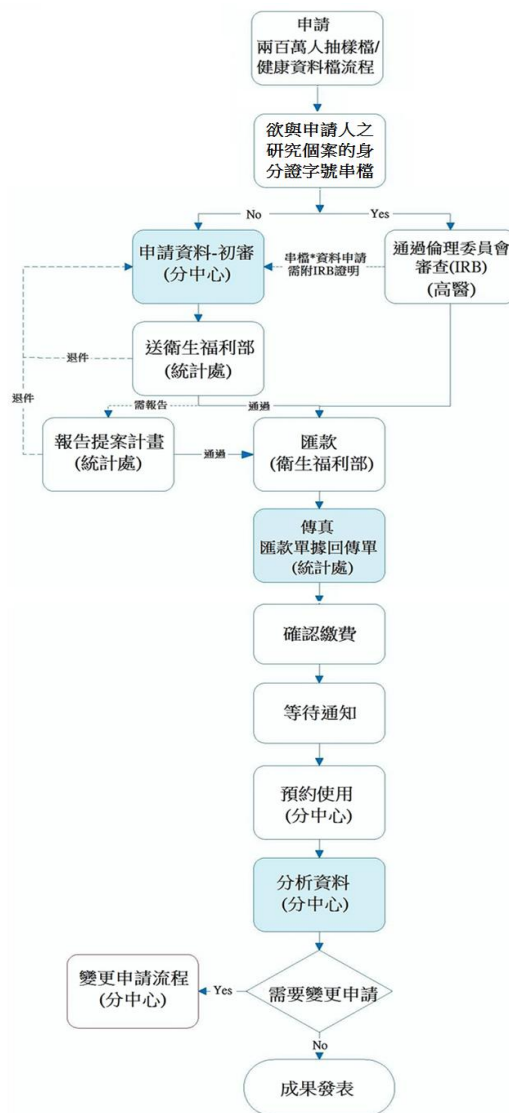 申請
兩百萬人抽樣檔/
健康資料檔流程
欲與申請人之
研究個案的身
分證字號串檔
No
Yes
申請資料-初審
(分中心)
串檔*資料申請
需附IRB證明
通過倫理委員會
審查(IRB)
(高醫)
送衛生福利部
(統計處)
退件
退件
需報告
通過
報告提案計畫
(統計處)
通過
匯款
(衛生福利部)
傳真
匯款單據回傳單
(統計處)
確認繳費
等待通知
預約使用
(分中心)
分析資料
(分中心)
需要變更申請
Yes
變更申請流程
(分中心)
No
成果發表